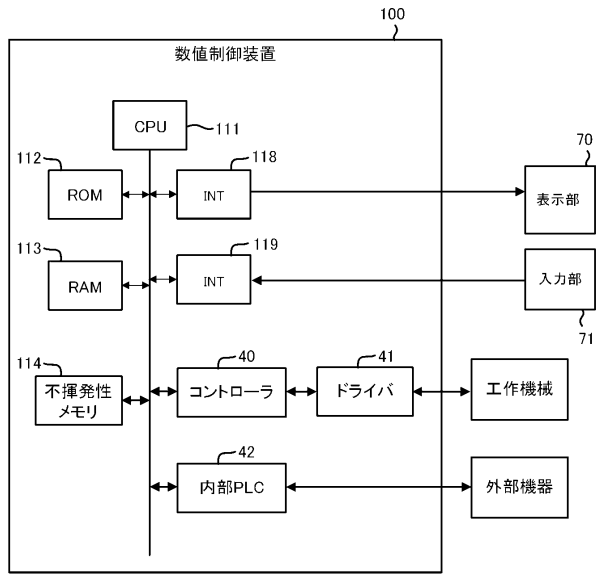 100
数値制御装置
CPU
111
112
ROM
118
INT
70
表示部
113
RAM
119
INT
入力部
71
114
不揮発性
メモリ
40
コントローラ
41
ドライバ
工作機械
42
内部PLC
外部機器